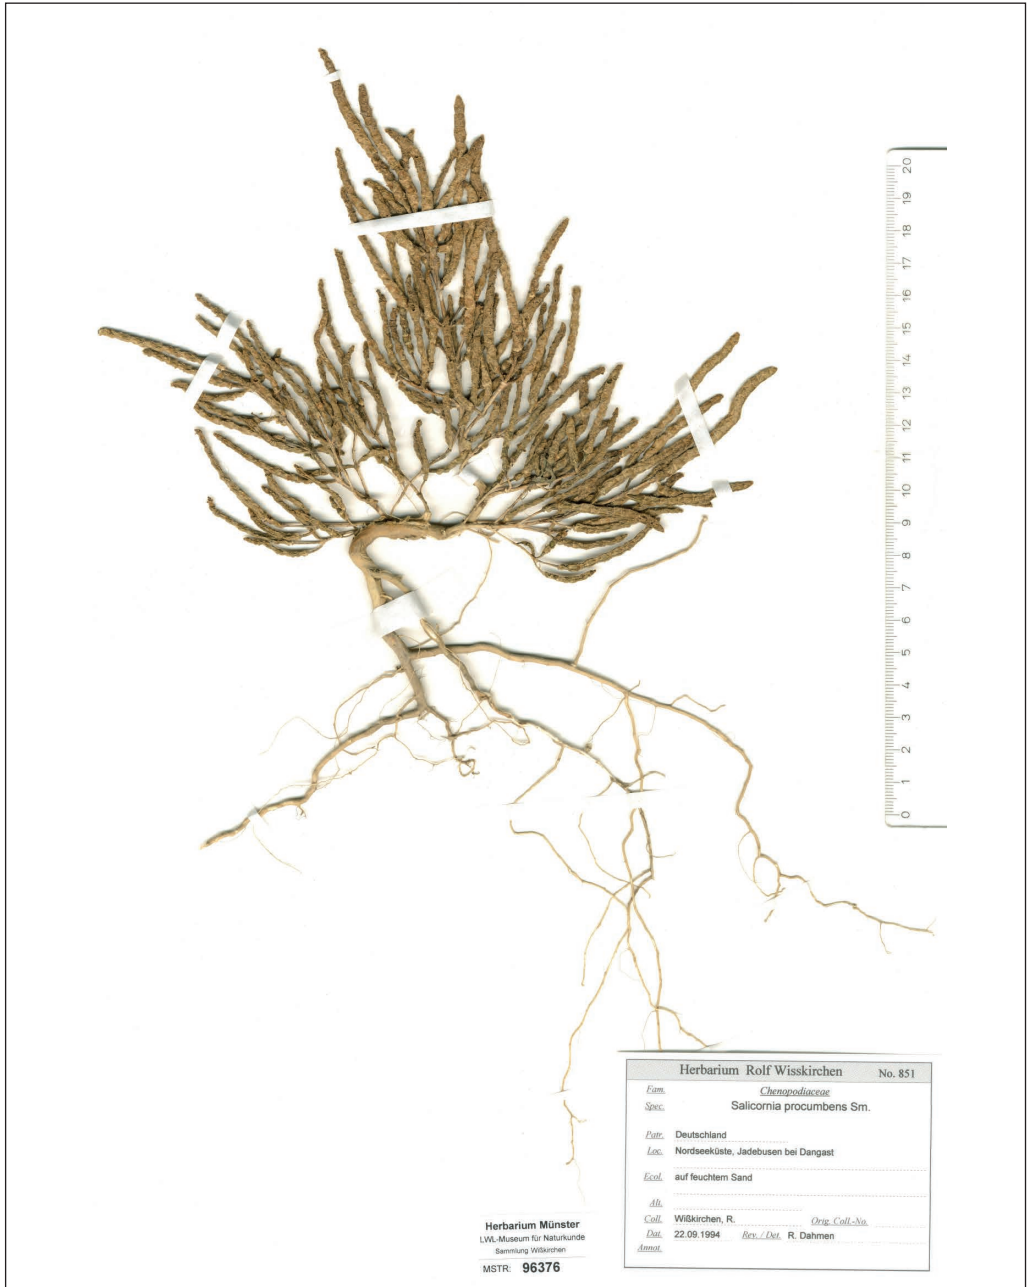 20
19
18
17
16
15
14
13
12
11
10
9
8
7
6
5
4
3
2
1
0
Herbarium Rolf Wisskirchen No. 851
Fam. Chenopodiaceae
Spec. Salicornia procumbens Sm.
Patr. Deutschland
Loc. Nordseeküste, Jadebusen bei Dangast
Ecol. auf feuchtem Sand
Alt.
Coll. Wißkirchen, R. Orig. Coll.-No.
Dat. 22.09.1994 Rev. / Det. R. Dahmen
Annot.
Herbarium Münster
LWL-Museum für Naturkunde
Sammlung Wißkirchen
MSTR: 96376